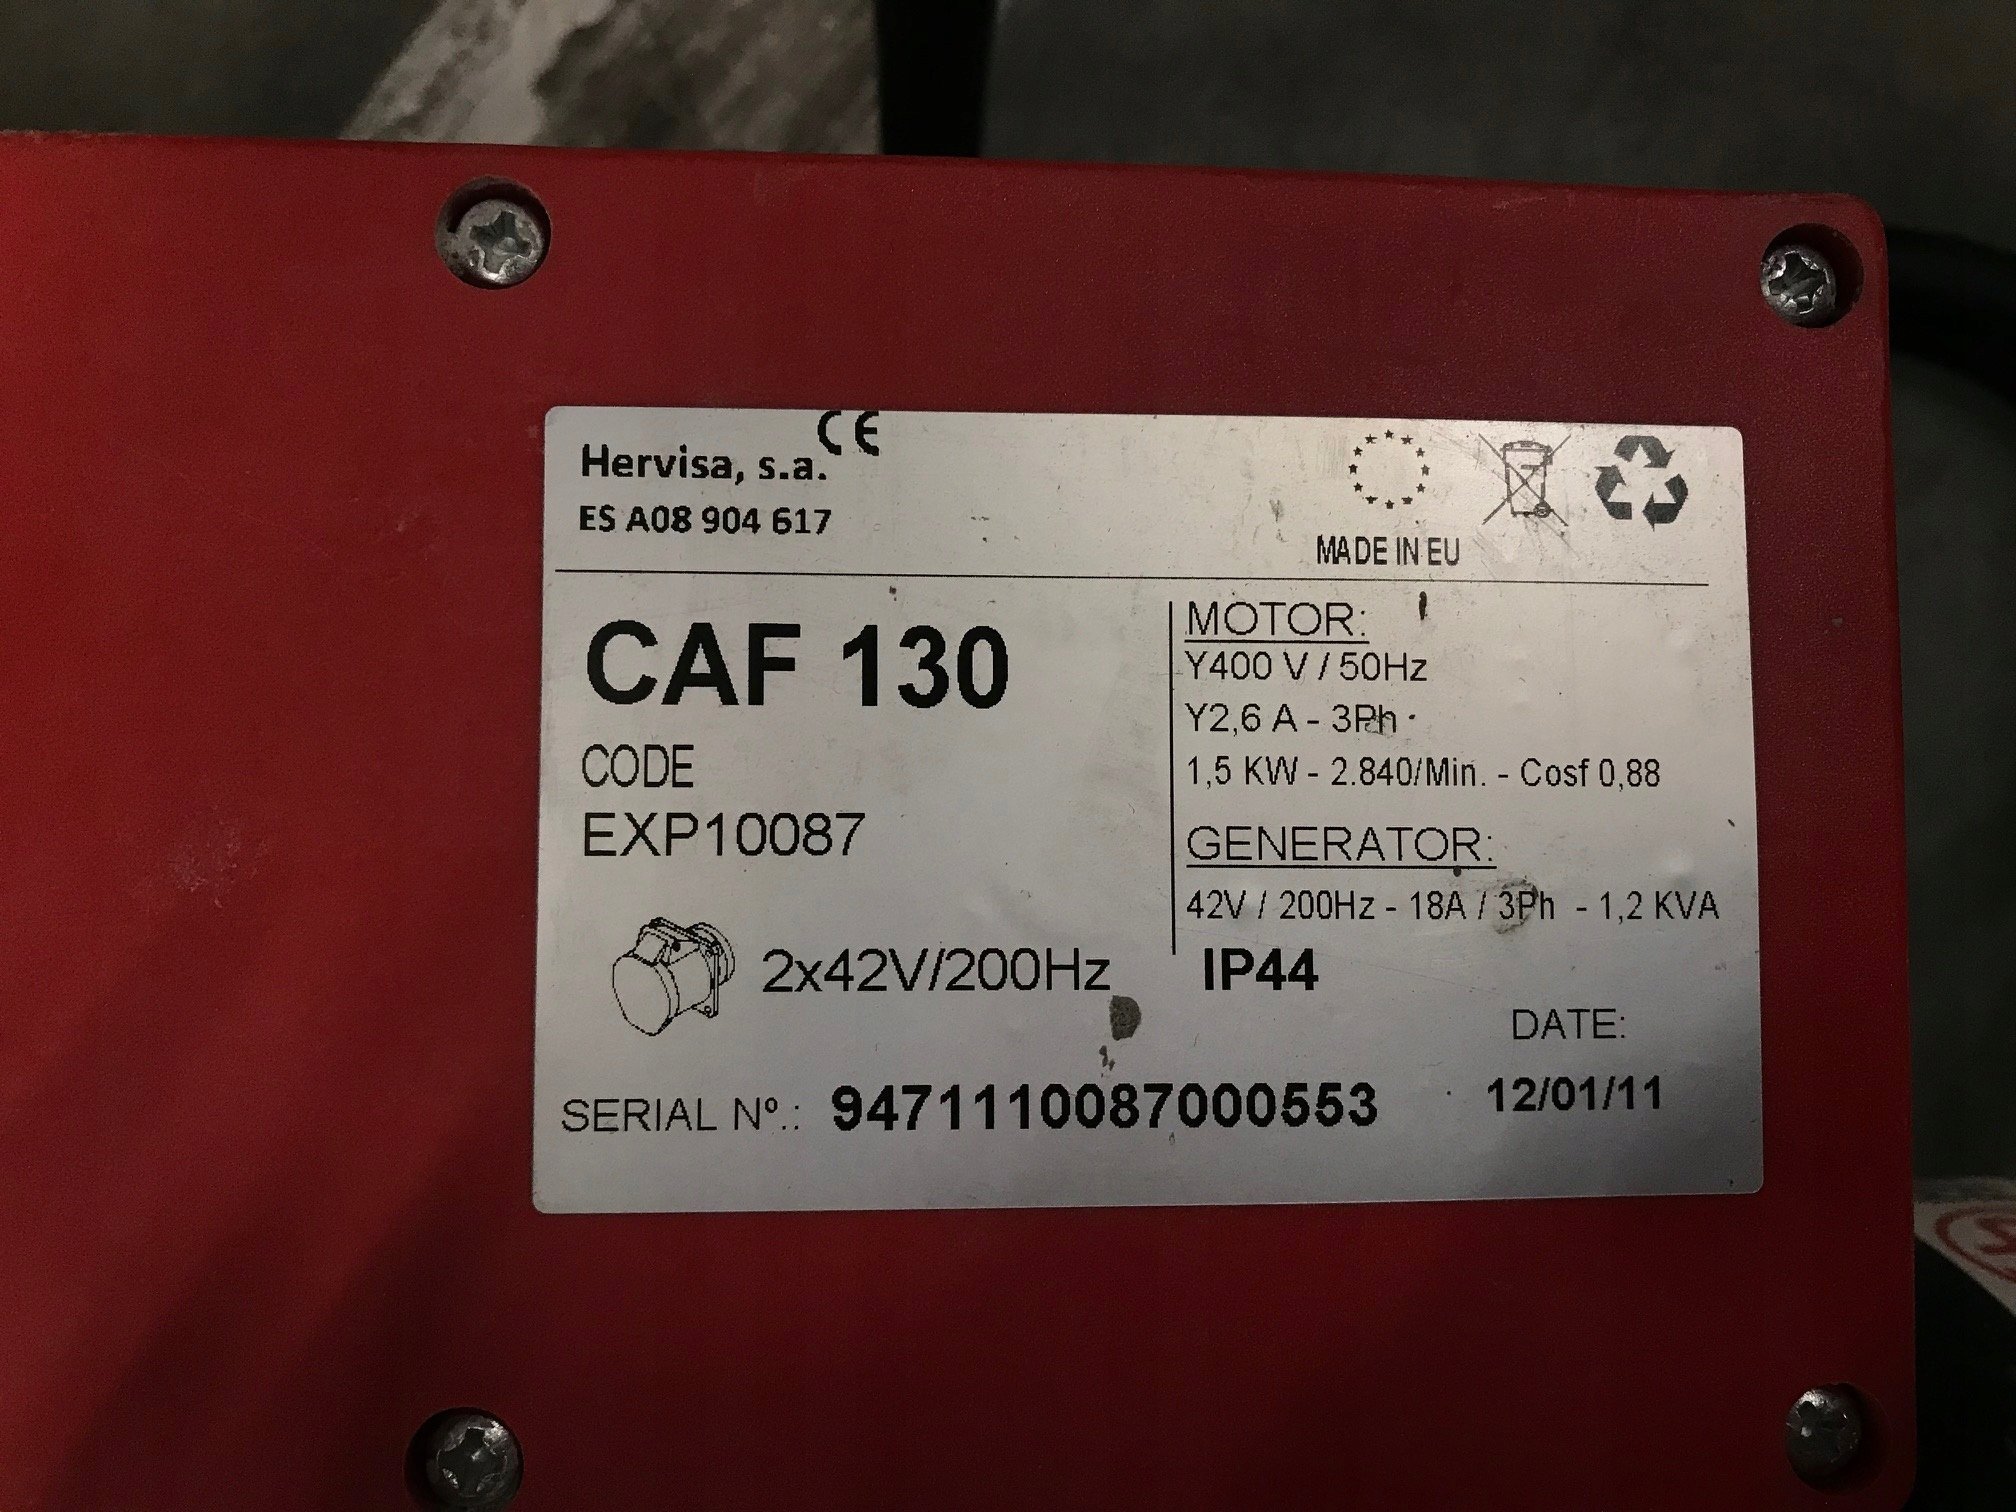 Hervisa, s.a. CE
ES A08 904 617
MADE IN EU
CAF 130
CODE
EXP10087
2x42V/200Hz
MOTOR:
Y400 V / 50Hz
Y2,6 A - 3Ph
1,5 KW - 2.840/Min. - Cosf 0,88
GENERATOR:
42V / 200Hz - 18A / 3Ph - 1,2 KVA
IP44
DATE:
12/01/11
SERIAL Nº.: 9471110087000553